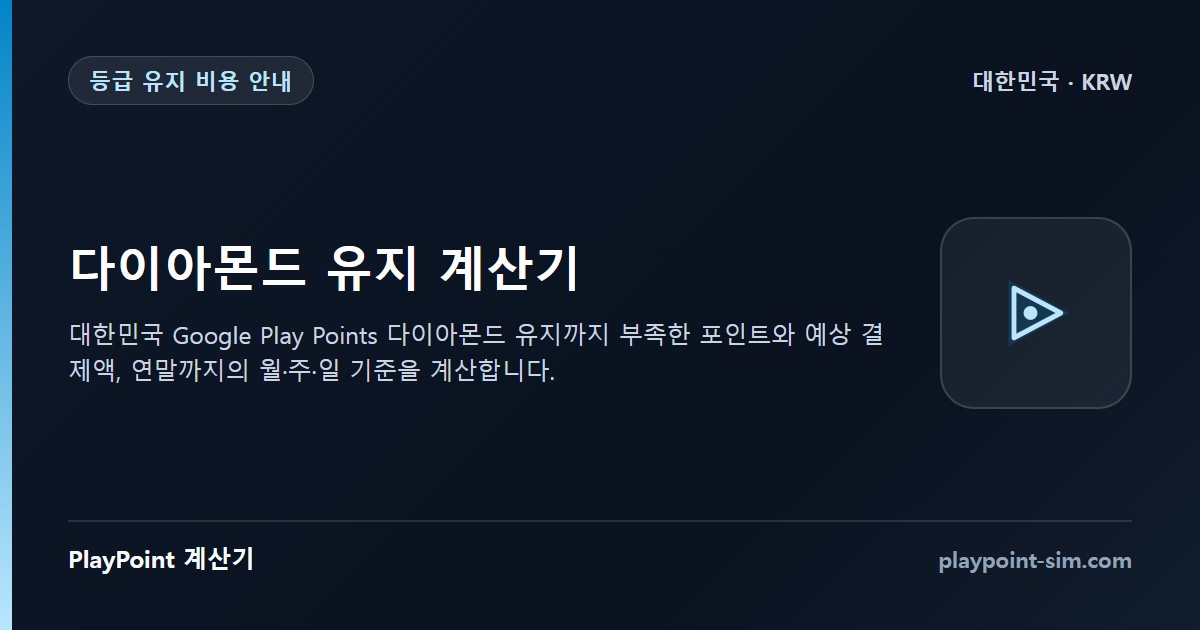 등급 유지 비용 안내
대한민국 · KRW
다이아몬드 유지 계산기
대한민국 Google Play Points 다이아몬드 유지까지 부족한 포인트와 예상 결
제액, 연말까지의 월·주·일 기준을 계산합니다.
PlayPoint 계산기
playpoint-sim.com